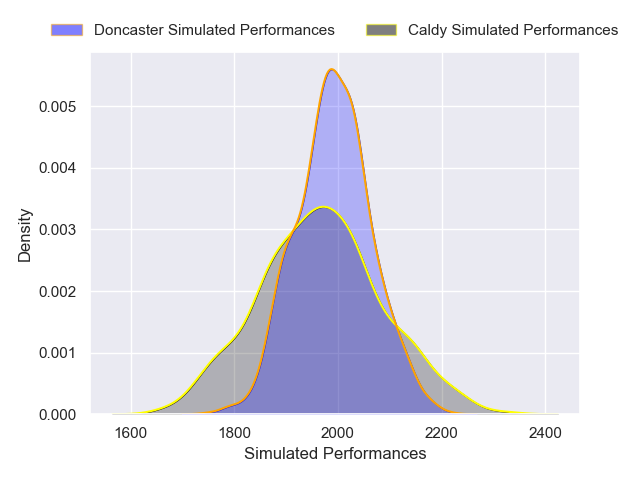 Doncaster Simulated Performances Caldy Simulated Performances
0.005
0.004
0.003
0.002
0.001
0.000
Density
1600 1800 2000 2200 2400
Simulated Performances